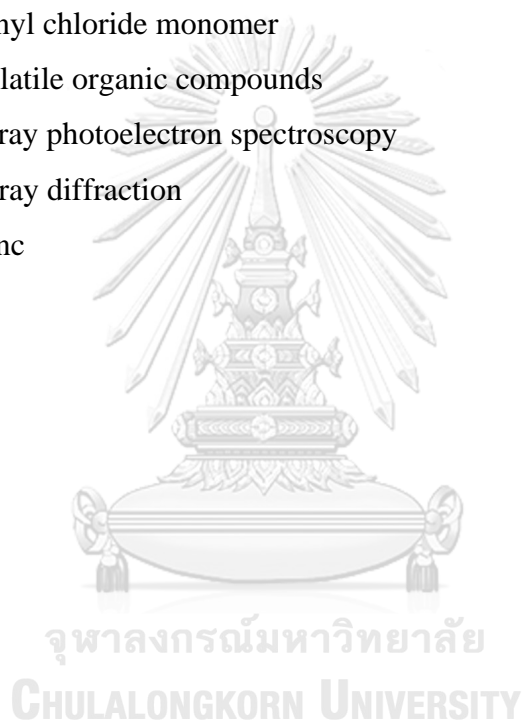 nyl chloride monomer
latile organic compounds
ray photoelectron spectroscopy
ray diffraction
nc
จุฬาลงกรณ์มหาวิทยาลัย
CHULALONGKORN UNIVERSITY